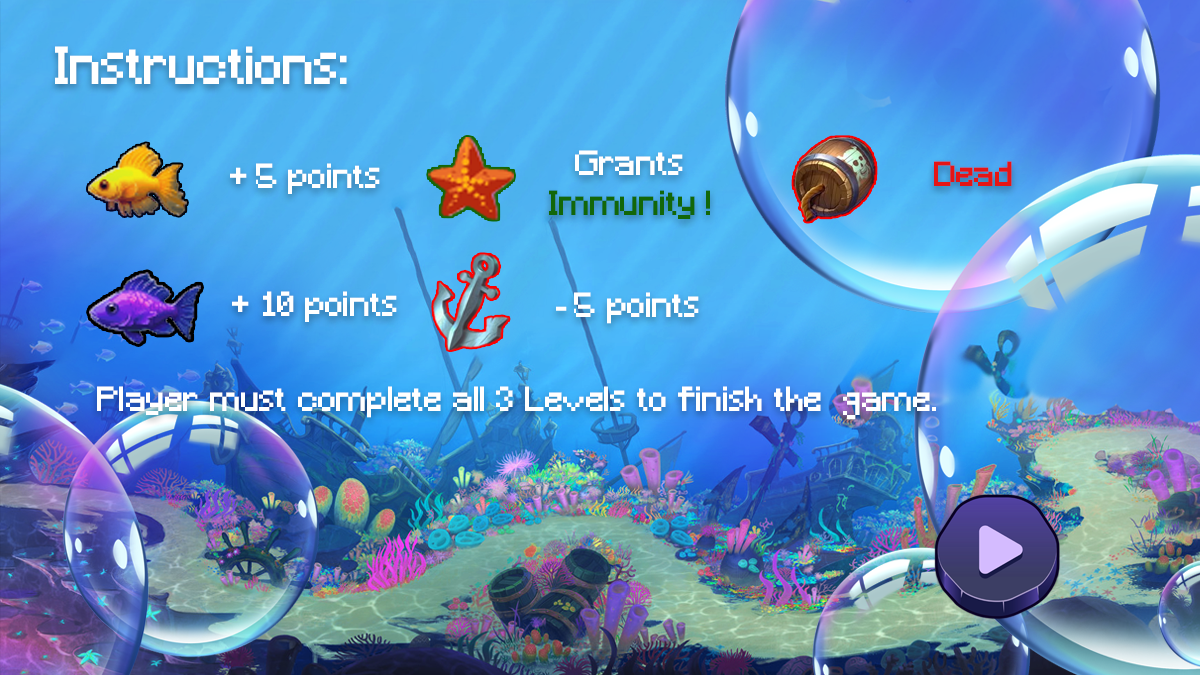 Instructions:
+ 5 points
Grants
Immunity !
Dead
+ 10 points
- 5 points
Player must complete all 3 Levels to finish the game.